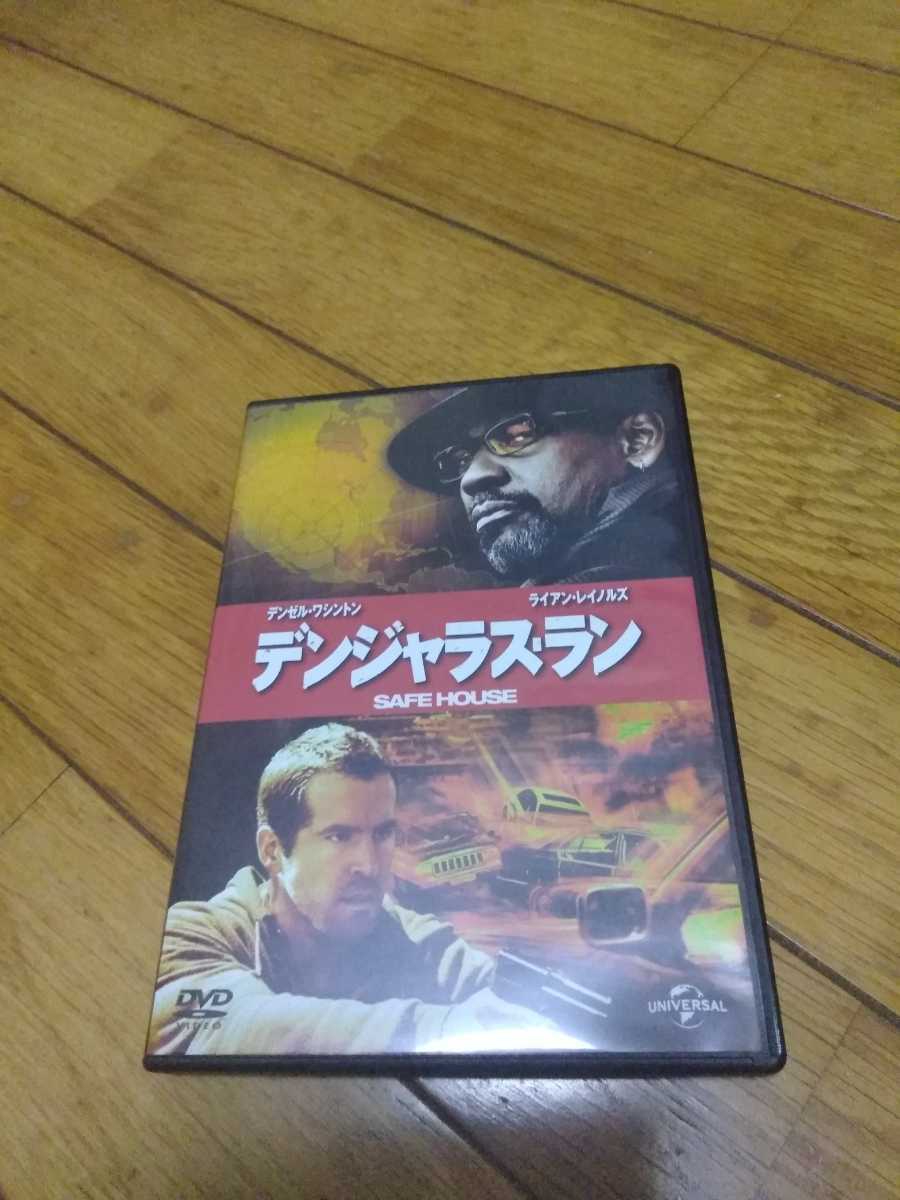 デンゼル・ワシントン
ライアン・レイノルズ
デンジャラス・ラン
SAFE HOUSE
DVD
VIDEO
UNIVERSAL